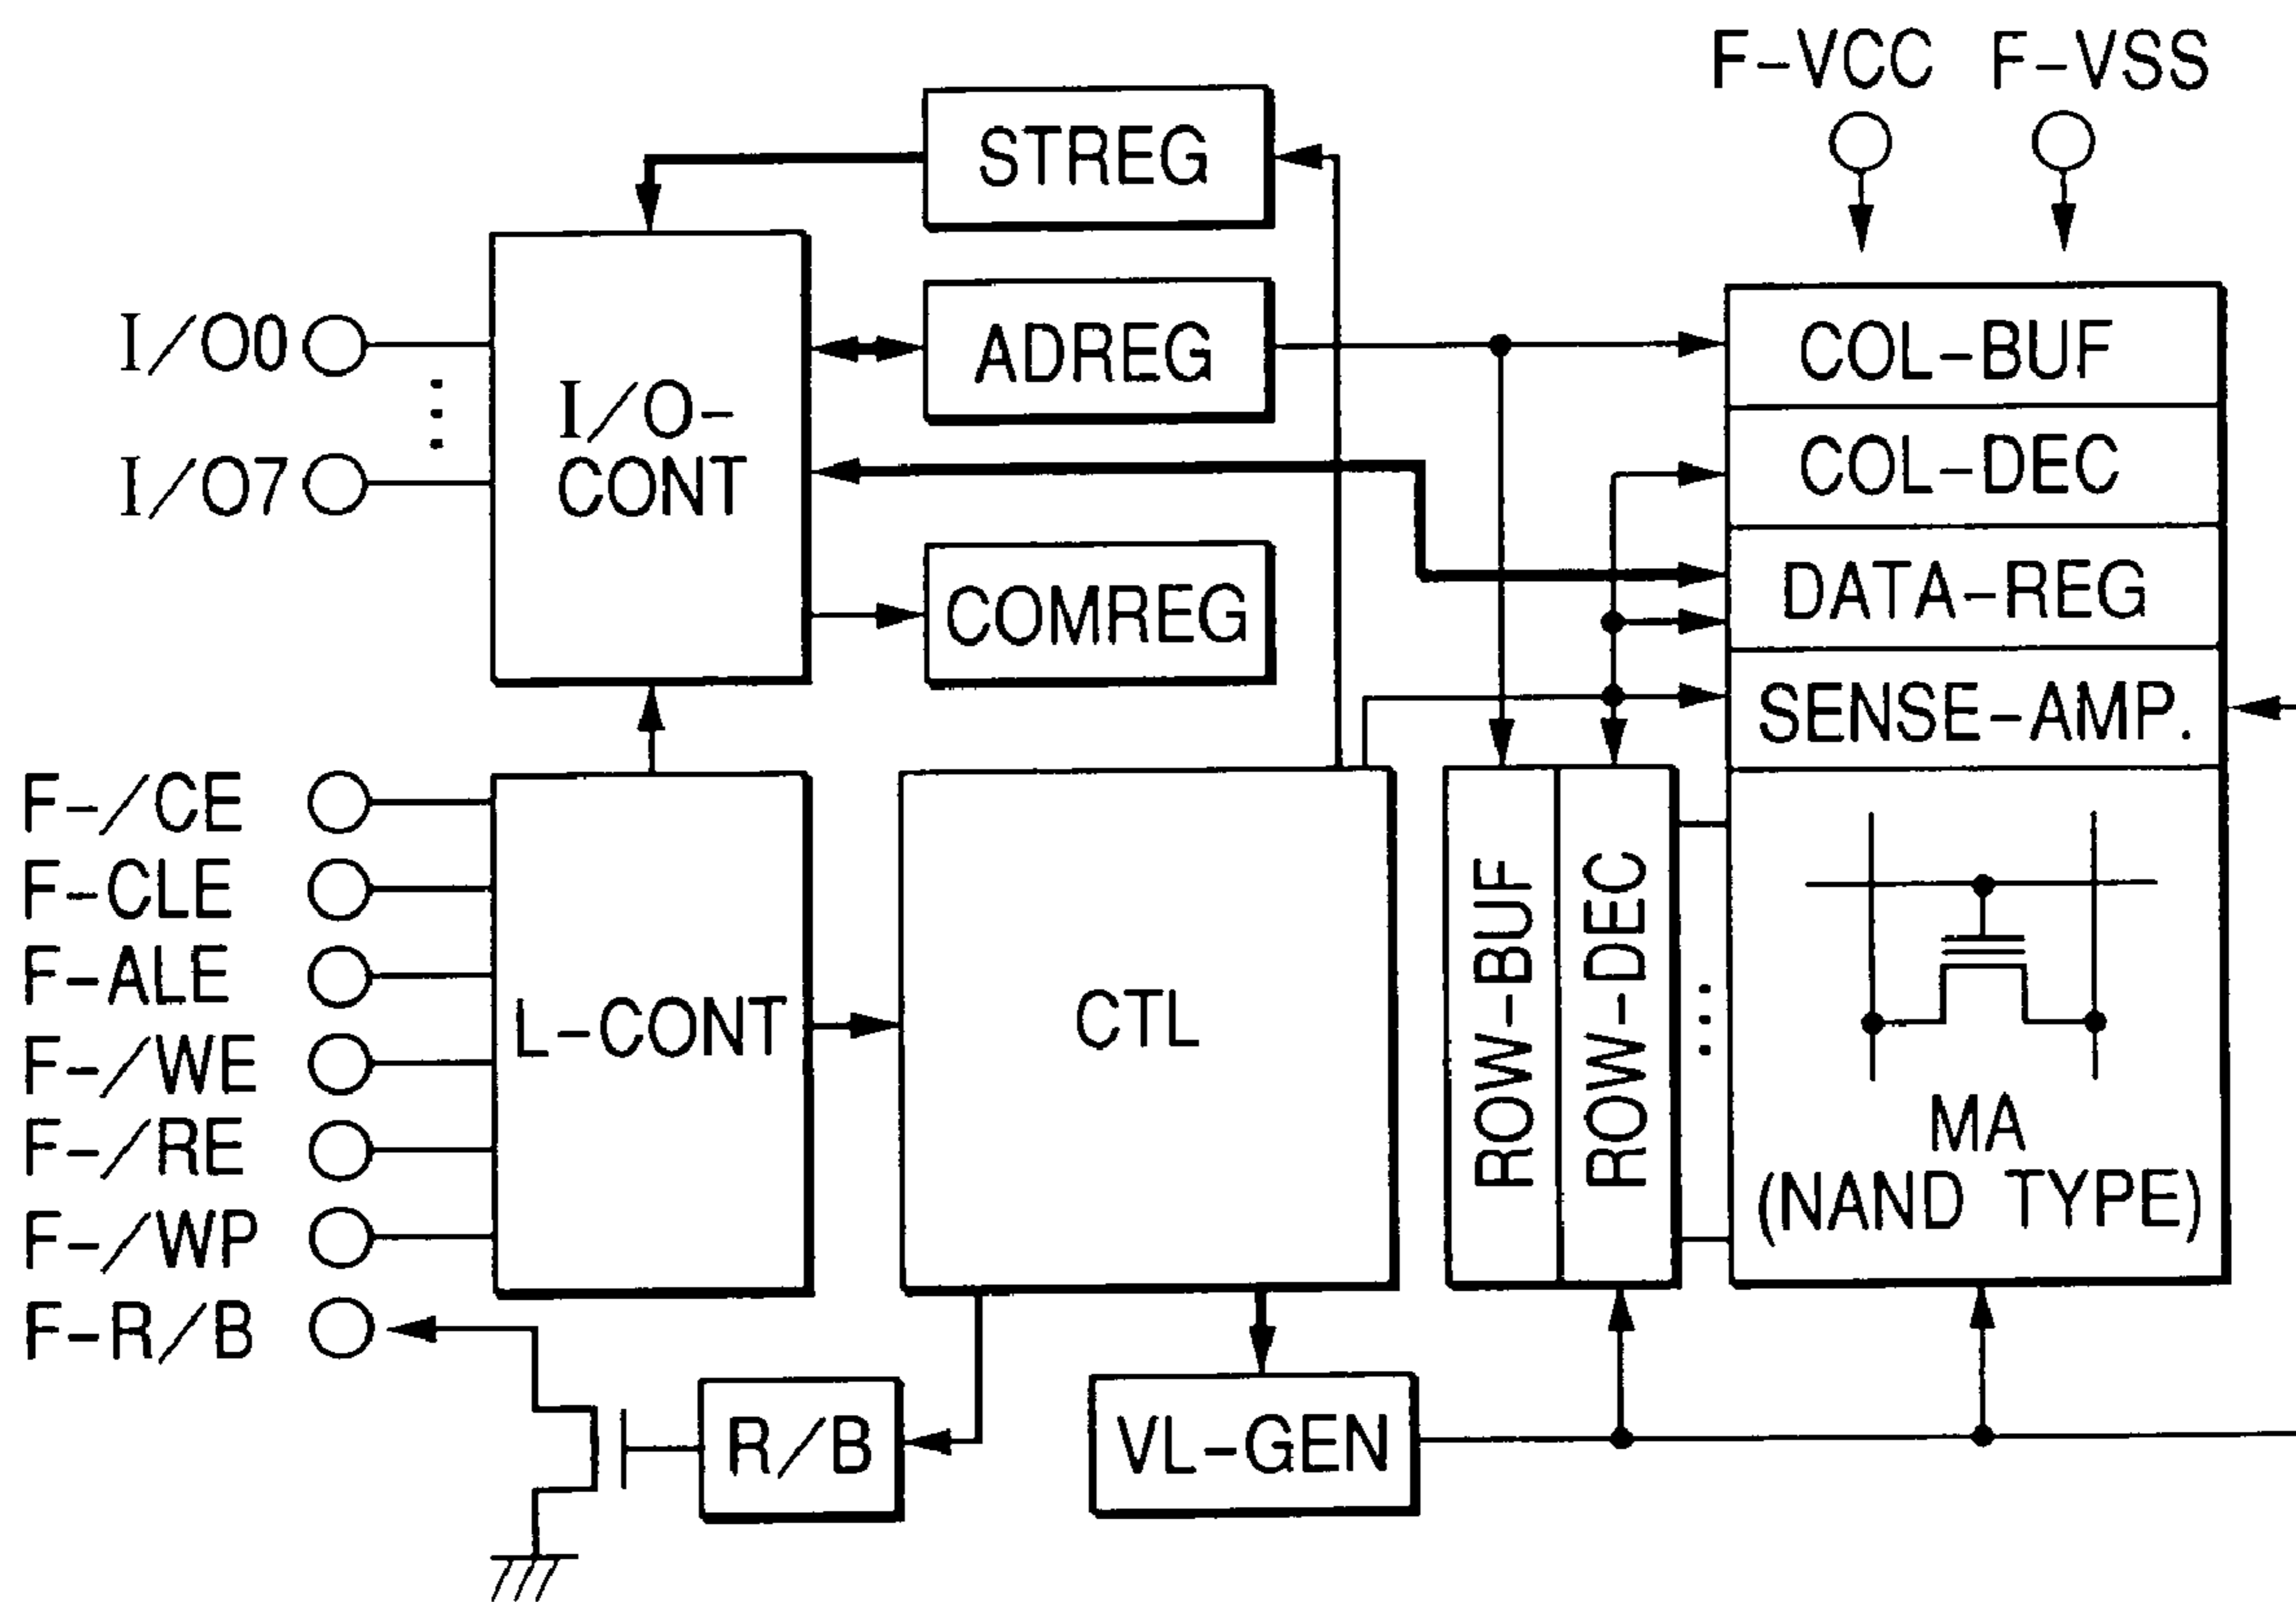 F-VCC
F-VSS
STREG
I/O0
I/O7
I/O-
CONT
ADREG
COMREG
COL-BUF
COL-DEC
DATA-REG
SENSE-AMP.
F-/CE
F-CLE
F-ALE
F-/WE
F-/RE
F-/WP
F-R/B
L-CONT
CTL
ROW-BUF
ROW-DEC
MA
(NAND TYPE)
R/B
VL-GEN